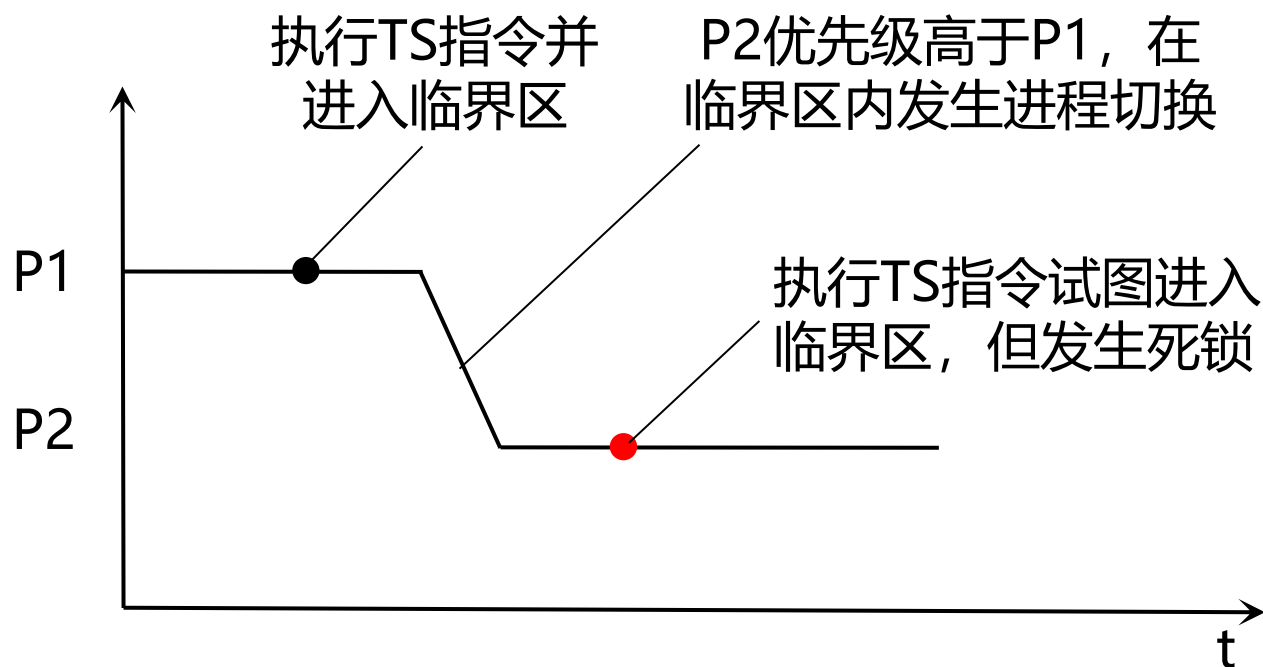 执行TS指令并
进入临界区
P2优先级高于P1，在
临界区内发生进程切换
P1
执行TS指令试图进入
临界区，但发生死锁
P2
t